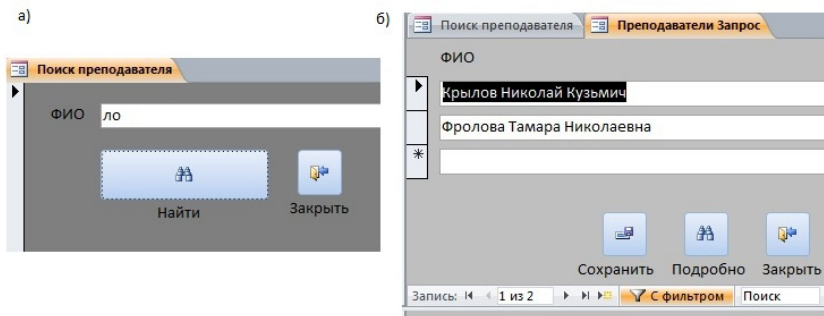 а)
Поиск преподавателя
ФИО ло
Найти Закрыть
б)
Поиск преподавателя Преподаватели Запрос
ФИО
Крылов Николай Кузьмич
Фролова Тамара Николаевна
Сохранить Подробно Закрыть
Запись: 1 из 2 С фильтром Поиск